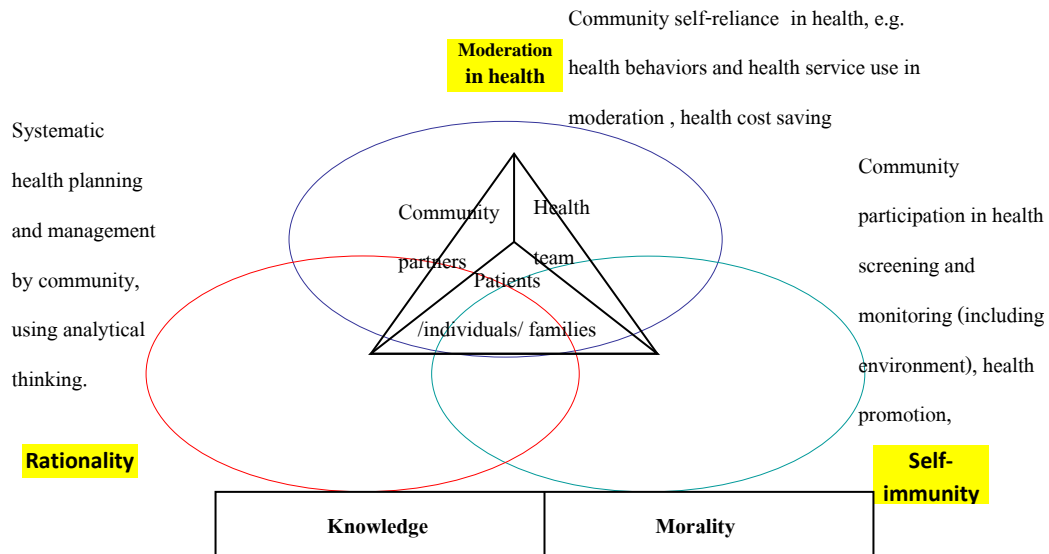 Community self-reliance in health, e.g.
health behaviors and health service use in
moderation , health cost saving
Moderation
in health
Systematic
health planning
and management
by community,
using analytical
thinking.
Community
partners
Health
team
Patients
/individuals/ families
Community
participation in health
screening and
monitoring (including
environment), health
promotion,
Rationality
Self-
immunity
Knowledge
Morality